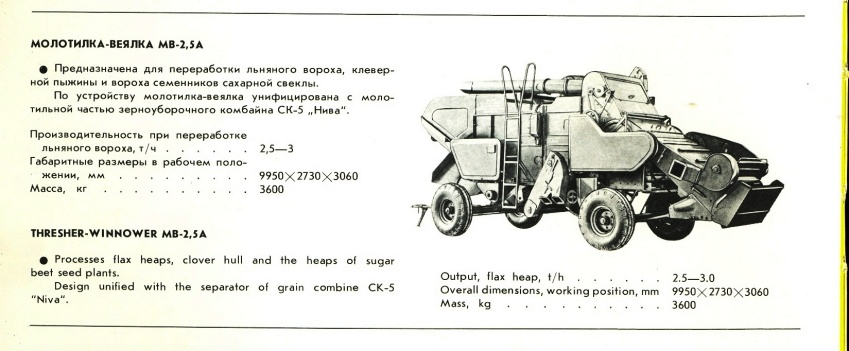 МОЛОТИЛКА-ВЕЯЛКА МВ-2,5А
● Предназначена для переработки льняного вороха, клевер-
ной пыжины и вороха семенников сахарной свеклы.
По устройству молотилка-веялка унифицирована с моло-
тильной частью зерноуборочного комбайна СК-5 „Нива“.
Производительность при переработке
льняного вороха, т/ч . . . . . . 2,5—3
Габаритные размеры в рабочем поло-
жении, мм . . . . . . . . . 9950×2730×3060
Масса, кг . . . . . . . . . . 3600
THRESHER-WINNOWER МВ-2,5А
● Processes flax heaps, clover hull and the heaps of sugar
beet seed plants.
Design unified with the separator of grain combine СК-5
"Niva".
Output, flax heap, t/h . . . . . . 2.5—3.0
Overall dimensions, working position, mm 9950×2730×3060
Mass, kg . . . . . . . . . . 3600